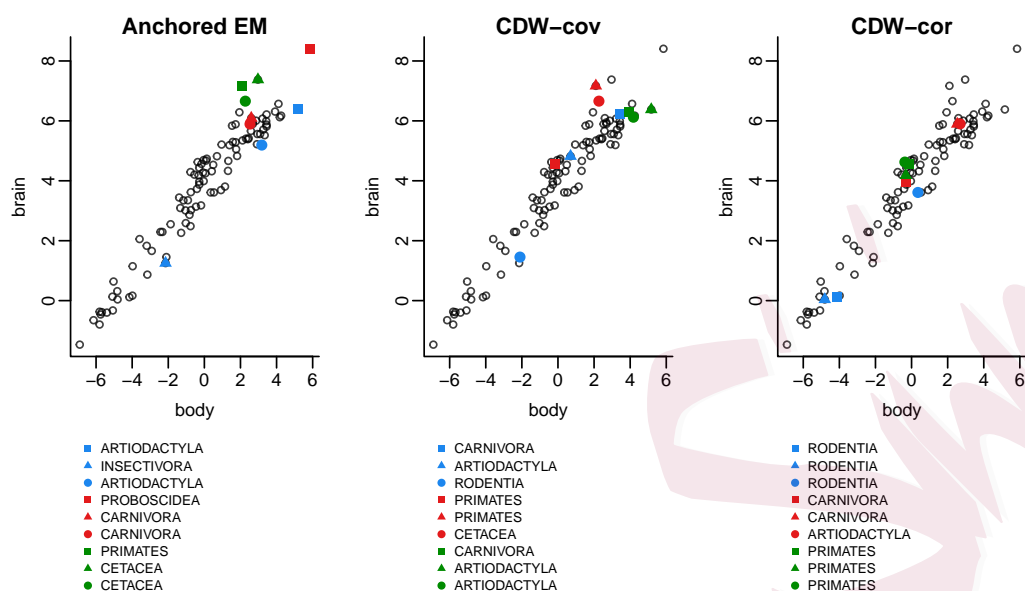 Anchored EM
8
6
4
2
0
brain
−6 −4 −2 0 2 4 6
body
ARTIODACTYLA
INSECTIVORA
ARTIODACTYLA
PROBOSCIDEA
CARNIVORA
CARNIVORA
PRIMATES
CETACEA
CETACEA
CDW−cov
8
6
4
2
0
brain
−6 −4 −2 0 2 4 6
body
CARNIVORA
ARTIODACTYLA
RODENTIA
PRIMATES
PRIMATES
CETACEA
CARNIVORA
ARTIODACTYLA
ARTIODACTYLA
CDW−cor
8
6
4
2
0
brain
−6 −4 −2 0 2 4 6
body
RODENTIA
RODENTIA
RODENTIA
CARNIVORA
CARNIVORA
ARTIODACTYLA
PRIMATES
PRIMATES
PRIMATES